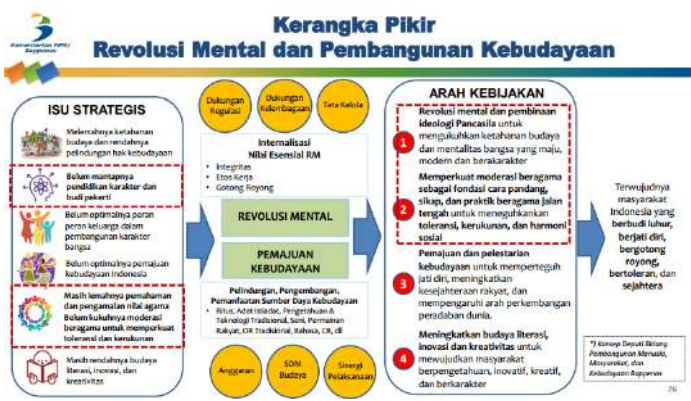 Kementerian PPN/
Bappenas
Kerangka Pikir
Revolusi Mental dan Pembangunan Kebudayaan
ISU STRATEGIS
Melemahnya ketahanan
budaya dan rendahnya
pelindungan hak kebudayaan
Belum mantapnya
pendidikan karakter dan
budi pekerti
Belum optimalnya peran
peran keluarga dalam
pembangunan karakter
bangsa
Belum optimalnya pemajuan
kebudayaan Indonesia
Masih lemahnya pemahaman
dan pengamalan nilai agama
Belum kukuhnya moderasi
beragama untuk memperkuat
toleransi dan kerukunan
Masih rendahnya budaya
literasi, inovasi, dan
kreativitas
Dukungan
Regulasi
Dukungan
Kelembagaan
Tata Kelola
Internalisasi
Nilai Esensial RM
• Integritas
• Etos Kerja
• Gotong Royong
REVOLUSI MENTAL
PEMAJUAN
KEBUDAYAAN
Pelindungan, Pengembangan,
Pemanfaatan Sumber Daya Kebudayaan
• Ritus, Adat Istiadat, Pengetahuan &
Teknologi Tradisional, Seni, Permainan
Rakyat, OR Tradisional, Bahasa, CB, dll
Anggaran
SDM
Budaya
Sinergi
Pelaksanaan
ARAH KEBIJAKAN
1
Revolusi mental dan pembinaan
ideologi Pancasila untuk
mengukuhkan ketahanan budaya
dan mentalitas bangsa yang maju,
modern dan berakarakter
2
Memperkuat moderasi beragama
sebagai fondasi cara pandang,
sikap, dan praktik beragama jalan
tengah untuk meneguhkan
toleransi, kerukunan, dan harmoni
sosial
3
Pemajuan dan pelestarian
kebudayaan untuk memperteguh
jati diri, meningkatkan
kesejahteraan rakyat, dan
mempengaruhi arah perkembangan
peradaban dunia.
4
Meningkatkan budaya literasi,
inovasi dan kreativitas untuk
mewujudkan masyarakat
berpengetahuan, inovatif, kreatif,
dan berkarakter
Terwujudnya
masyarakat
Indonesia yang
berbudi luhur,
berjati diri,
bergotong
royong,
bertoleran, dan
sejahtera
*) Konsep Deputi Bidang
Pembangunan Manusia,
Masyarakat, dan
Kebudayaan Bappenas
26